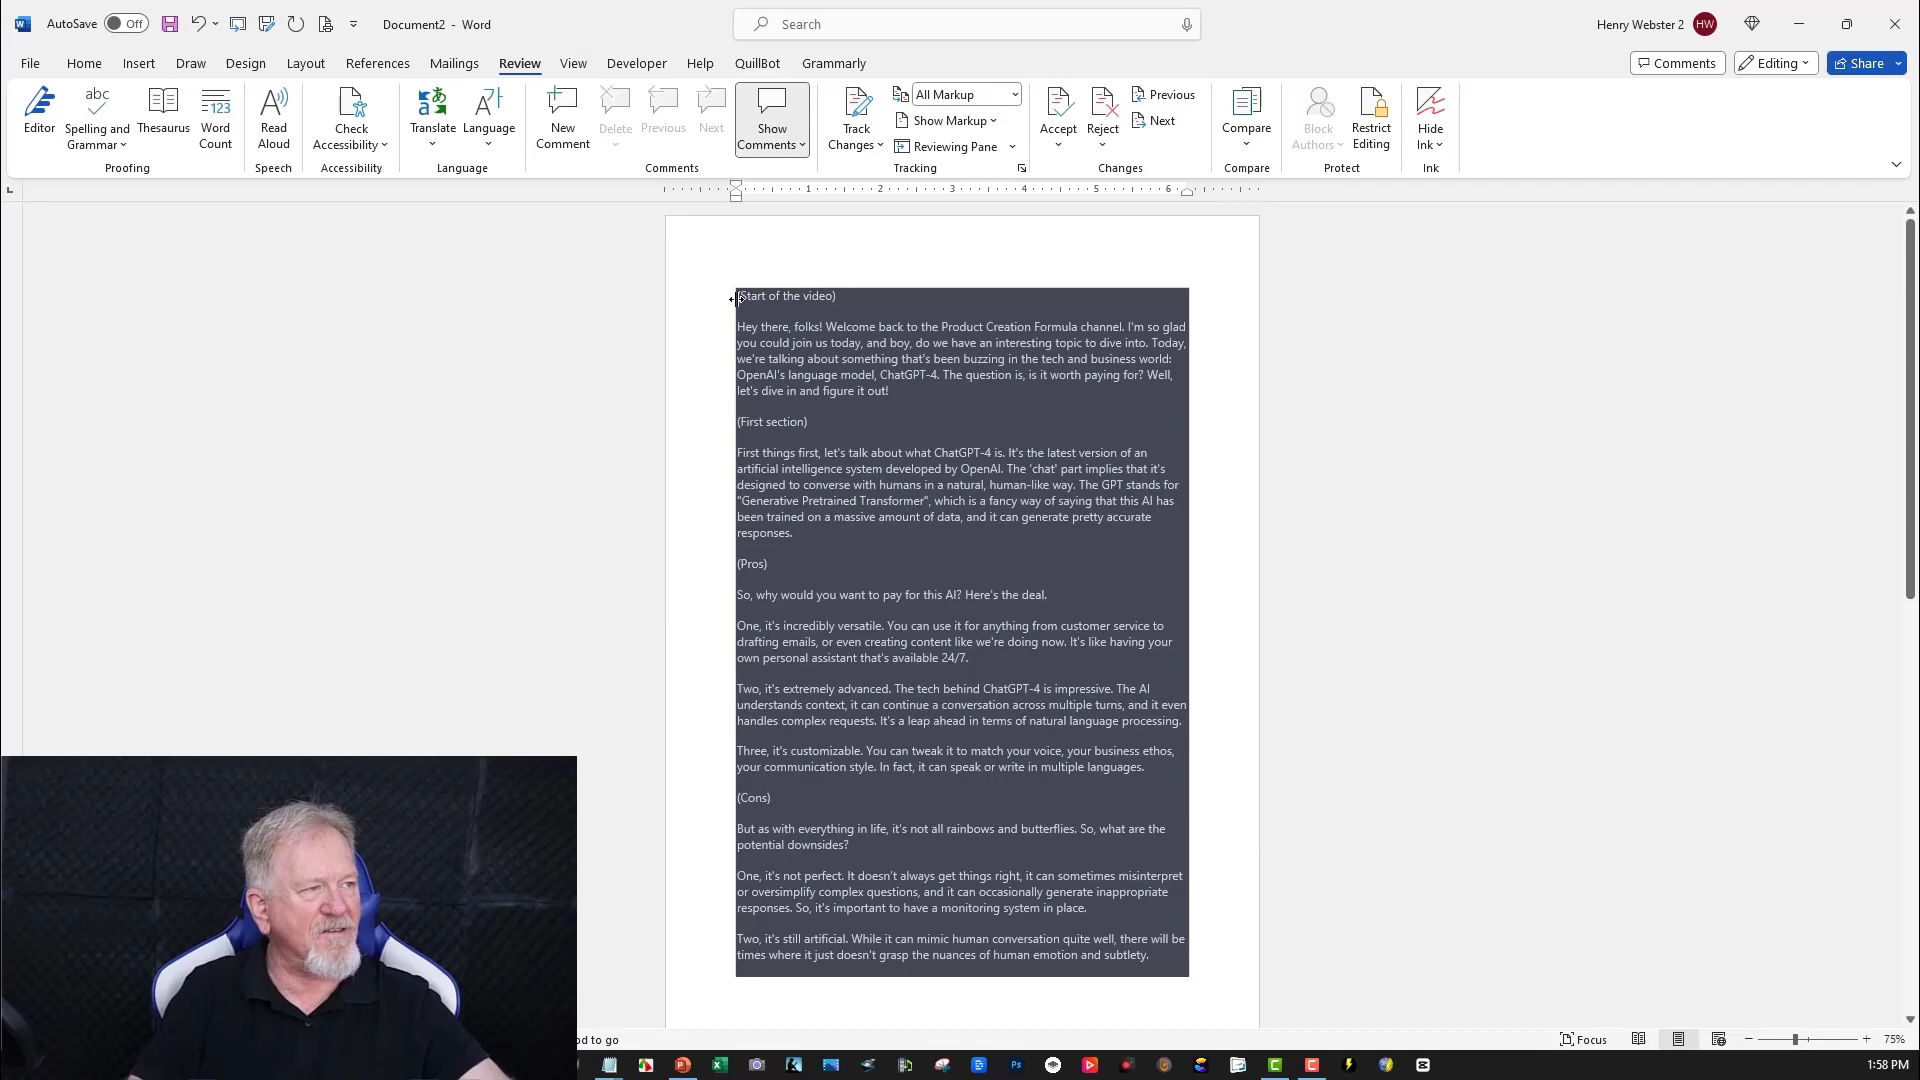 AutoSave Off Document2 - Word Search Henry Webster 2 HW
File Home Insert Draw Design Layout References Mailings Review View Developer Help QuillBot Grammarly Comments Editing Share
Editor
Spelling and Grammar
Thesaurus
Word Count
Read Aloud
Check Accessibility
Translate
Language
New Comment
Delete
Previous
Next
Show Comments
Track Changes
All Markup
Show Markup
Reviewing Pane
Accept
Reject
Previous
Next
Compare
Block Authors
Restrict Editing
Hide Ink
Proofing Speech Accessibility Language Comments Tracking Changes Compare Protect Ink
1 2 3 4 5 6
(Start of the video)
Hey there, folks! Welcome back to the Product Creation Formula channel. I'm so glad
you could join us today, and boy, do we have an interesting topic to dive into. Today,
we're talking about something that's been buzzing in the tech and business world:
OpenAI's language model, ChatGPT-4. The question is, is it worth paying for? Well,
let's dive in and figure it out!
(First section)
First things first, let's talk about what ChatGPT-4 is. It's the latest version of an
artificial intelligence system developed by OpenAI. The 'chat' part implies that it's
designed to converse with humans in a natural, human-like way. The GPT stands for
"Generative Pretrained Transformer", which is a fancy way of saying that this AI has
been trained on a massive amount of data, and it can generate pretty accurate
responses.
(Pros)
So, why would you want to pay for this AI? Here's the deal.
One, it's incredibly versatile. You can use it for anything from customer service to
drafting emails, or even creating content like we're doing now. It's like having your
own personal assistant that's available 24/7.
Two, it's extremely advanced. The tech behind ChatGPT-4 is impressive. The AI
understands context, it can continue a conversation across multiple turns, and it even
handles complex requests. It's a leap ahead in terms of natural language processing.
Three, it's customizable. You can tweak it to match your voice, your business ethos,
your communication style. In fact, it can speak or write in multiple languages.
(Cons)
But as with everything in life, it's not all rainbows and butterflies. So, what are the
potential downsides?
One, it's not perfect. It doesn't always get things right, it can sometimes misinterpret
or oversimplify complex questions, and it can occasionally generate inappropriate
responses. So, it's important to have a monitoring system in place.
Two, it's still artificial. While it can mimic human conversation quite well, there will be
times where it just doesn't grasp the nuances of human emotion and subtlety.
od to go Focus 75%
1:58 PM